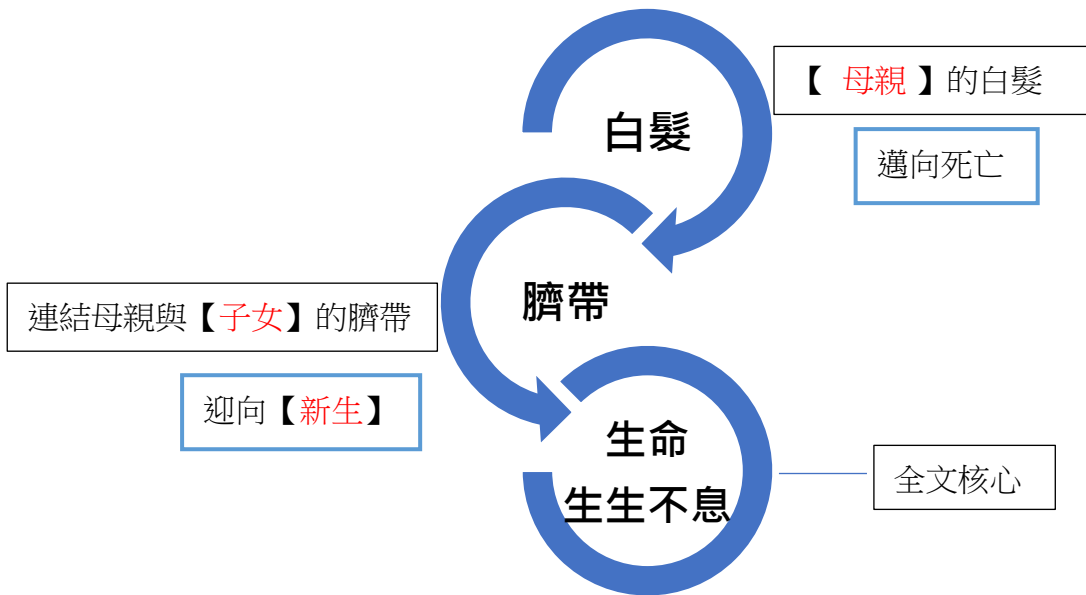 白髮
【 母親 】的白髮
邁向死亡
臍帶
連結母親與【子女】的臍帶
迎向【新生】
生命
生生不息
全文核心